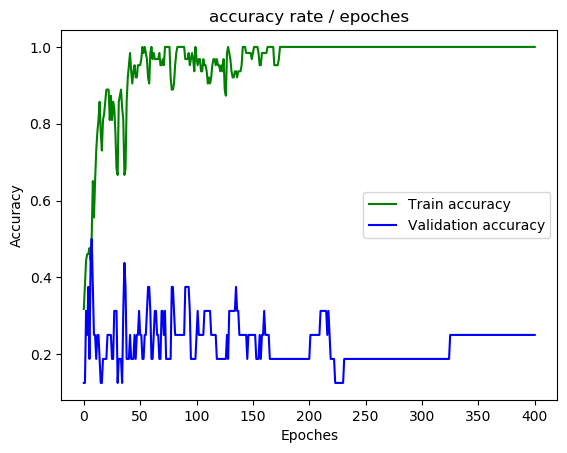 accuracy rate / epoches
1.0
0.8
0.6
0.4
0.2
Accuracy
Train accuracy
Validation accuracy
0
50
100
150
200
250
300
350
400
Epoches